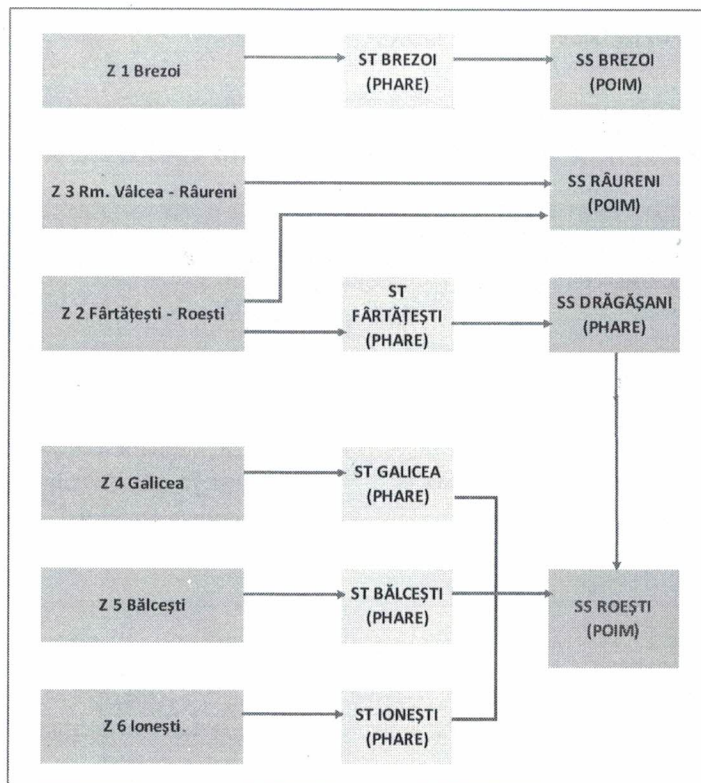 Z 1 Brezoi
ST BREZOI
(PHARE)
SS BREZOI
(POIM)
Z 3 Rm. Vâlcea - Râureni
SS RÂURENI
(POIM)
Z 2 Fârtățești - Roești
ST
FÂRTĂȚEȘTI
(PHARE)
SS DRĂGĂȘANI
(PHARE)
Z 4 Galicea
ST GALICEA
(PHARE)
Z 5 Bălcești
ST BĂLCEȘTI
(PHARE)
SS ROEȘTI
(POIM)
Z 6 Ionești
ST IONEȘTI
(PHARE)